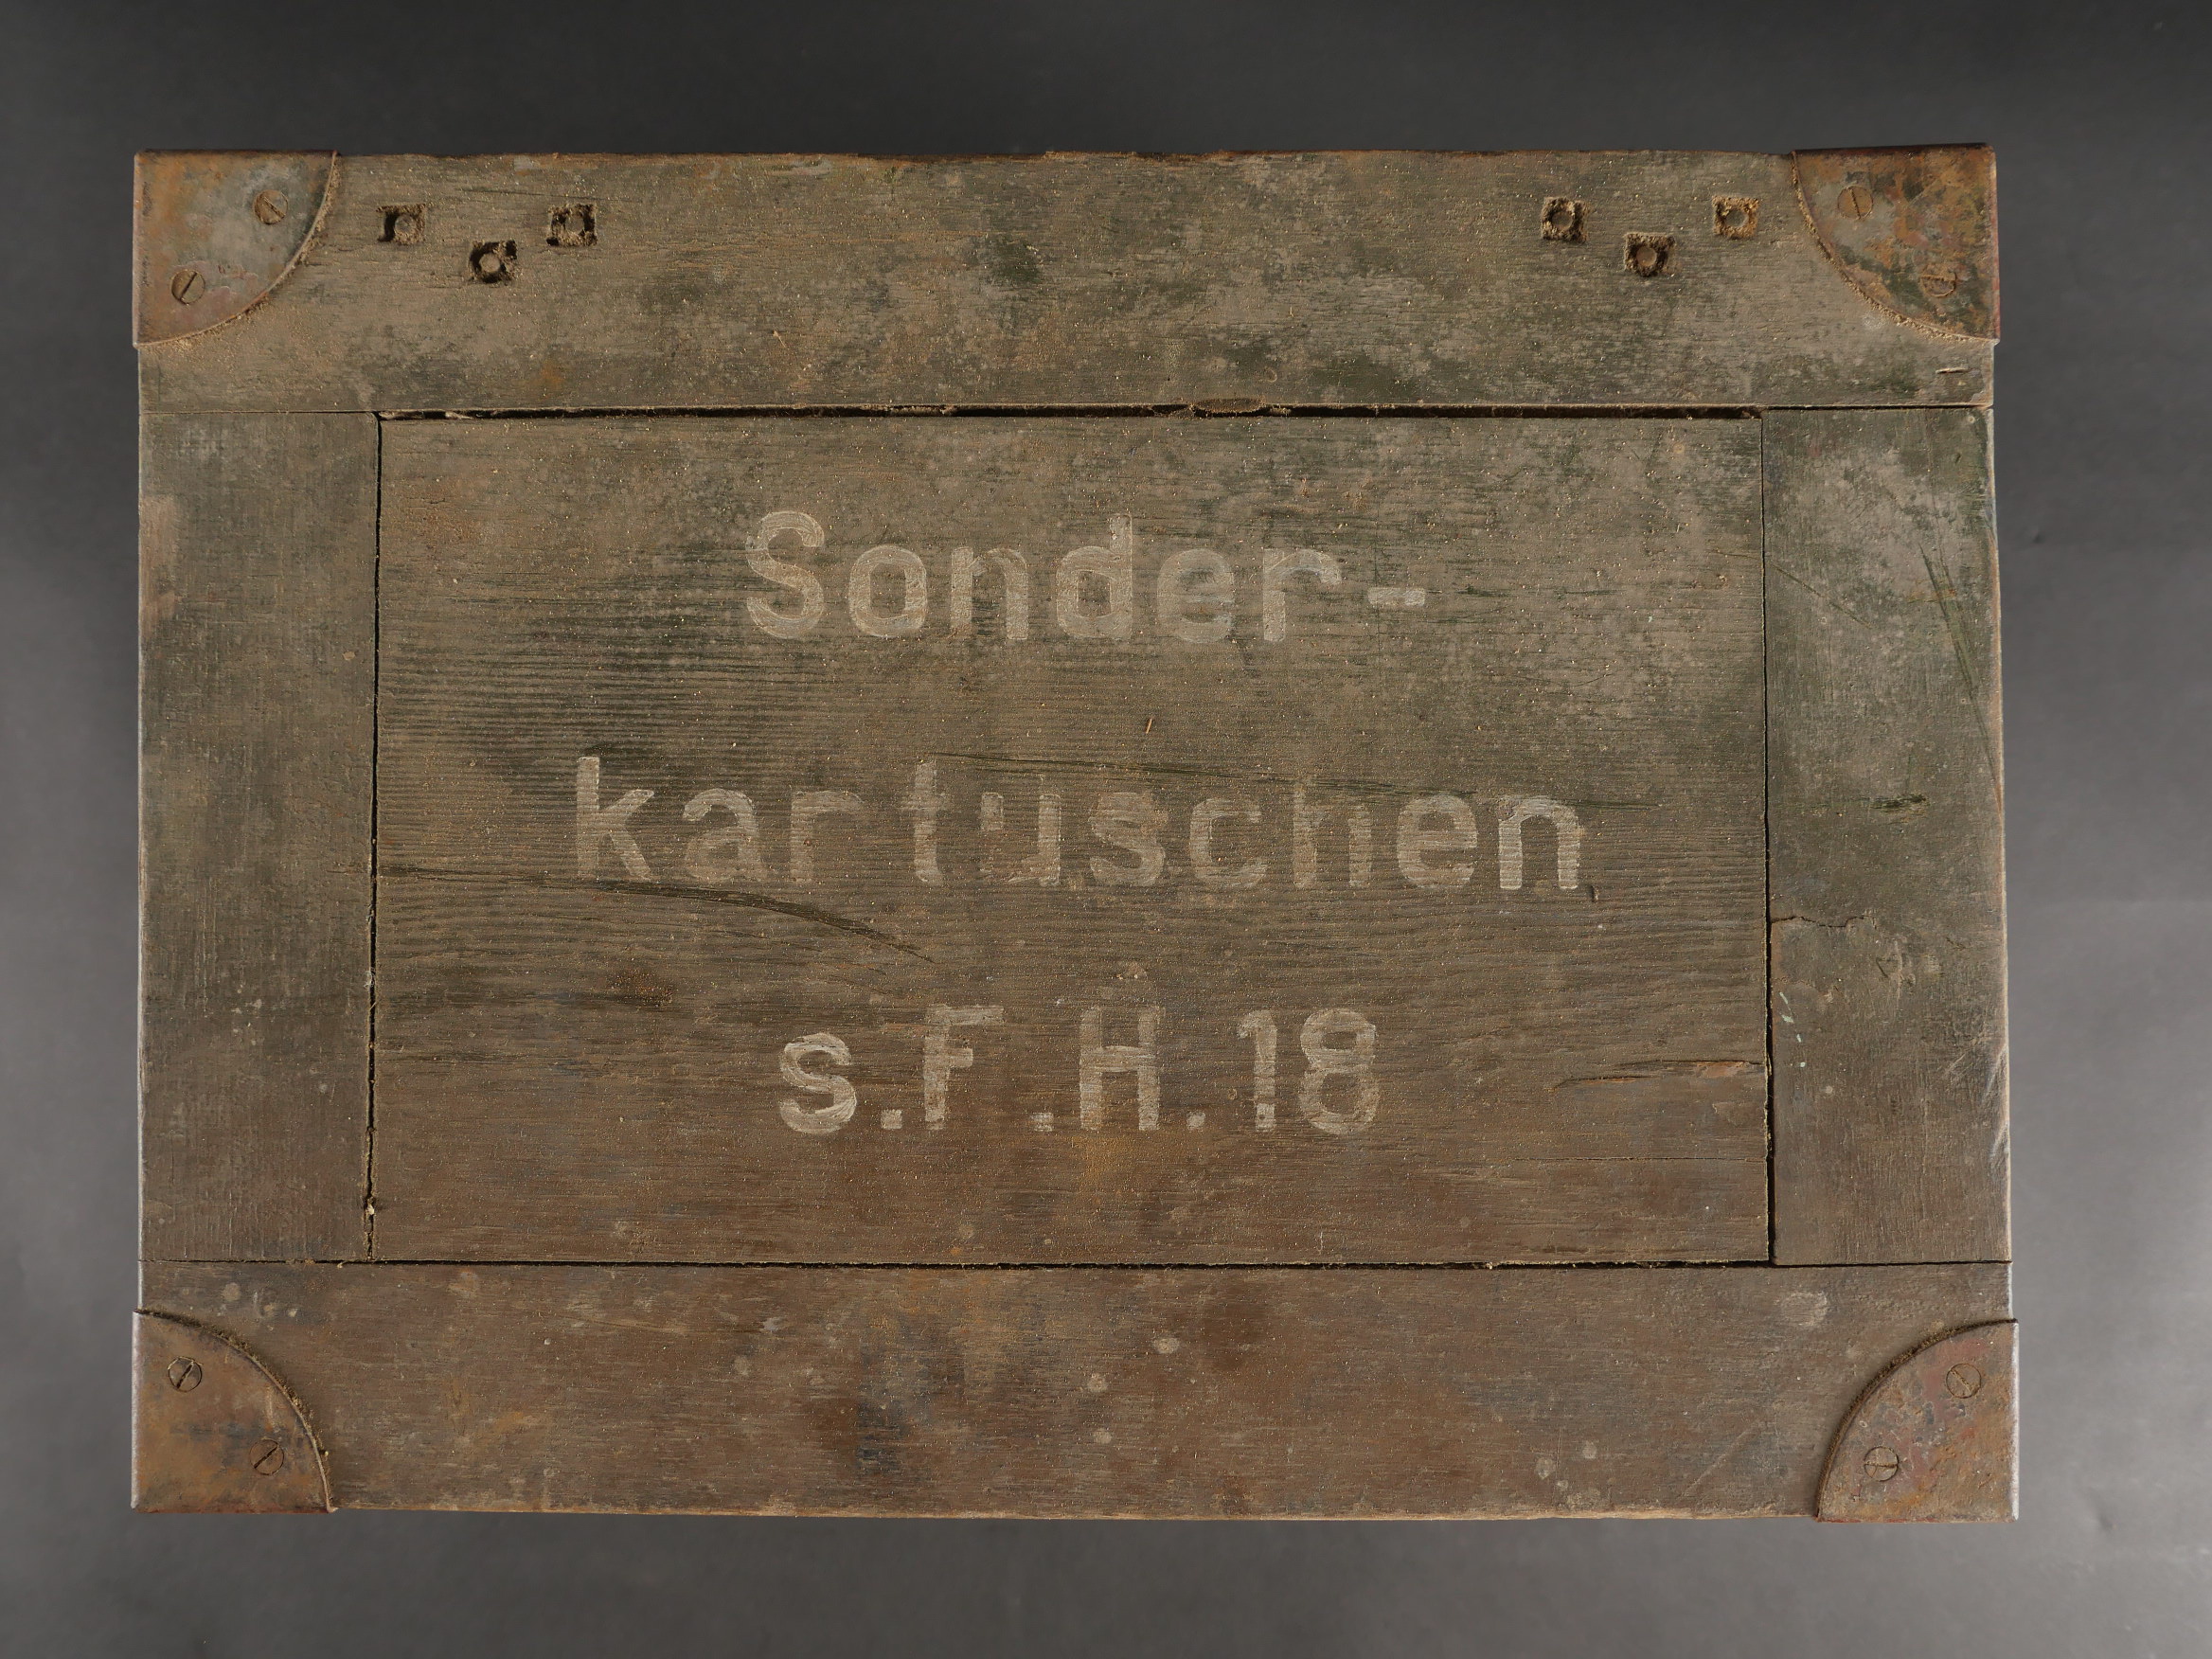 Sonder-
kartuschen
s.F.H.18